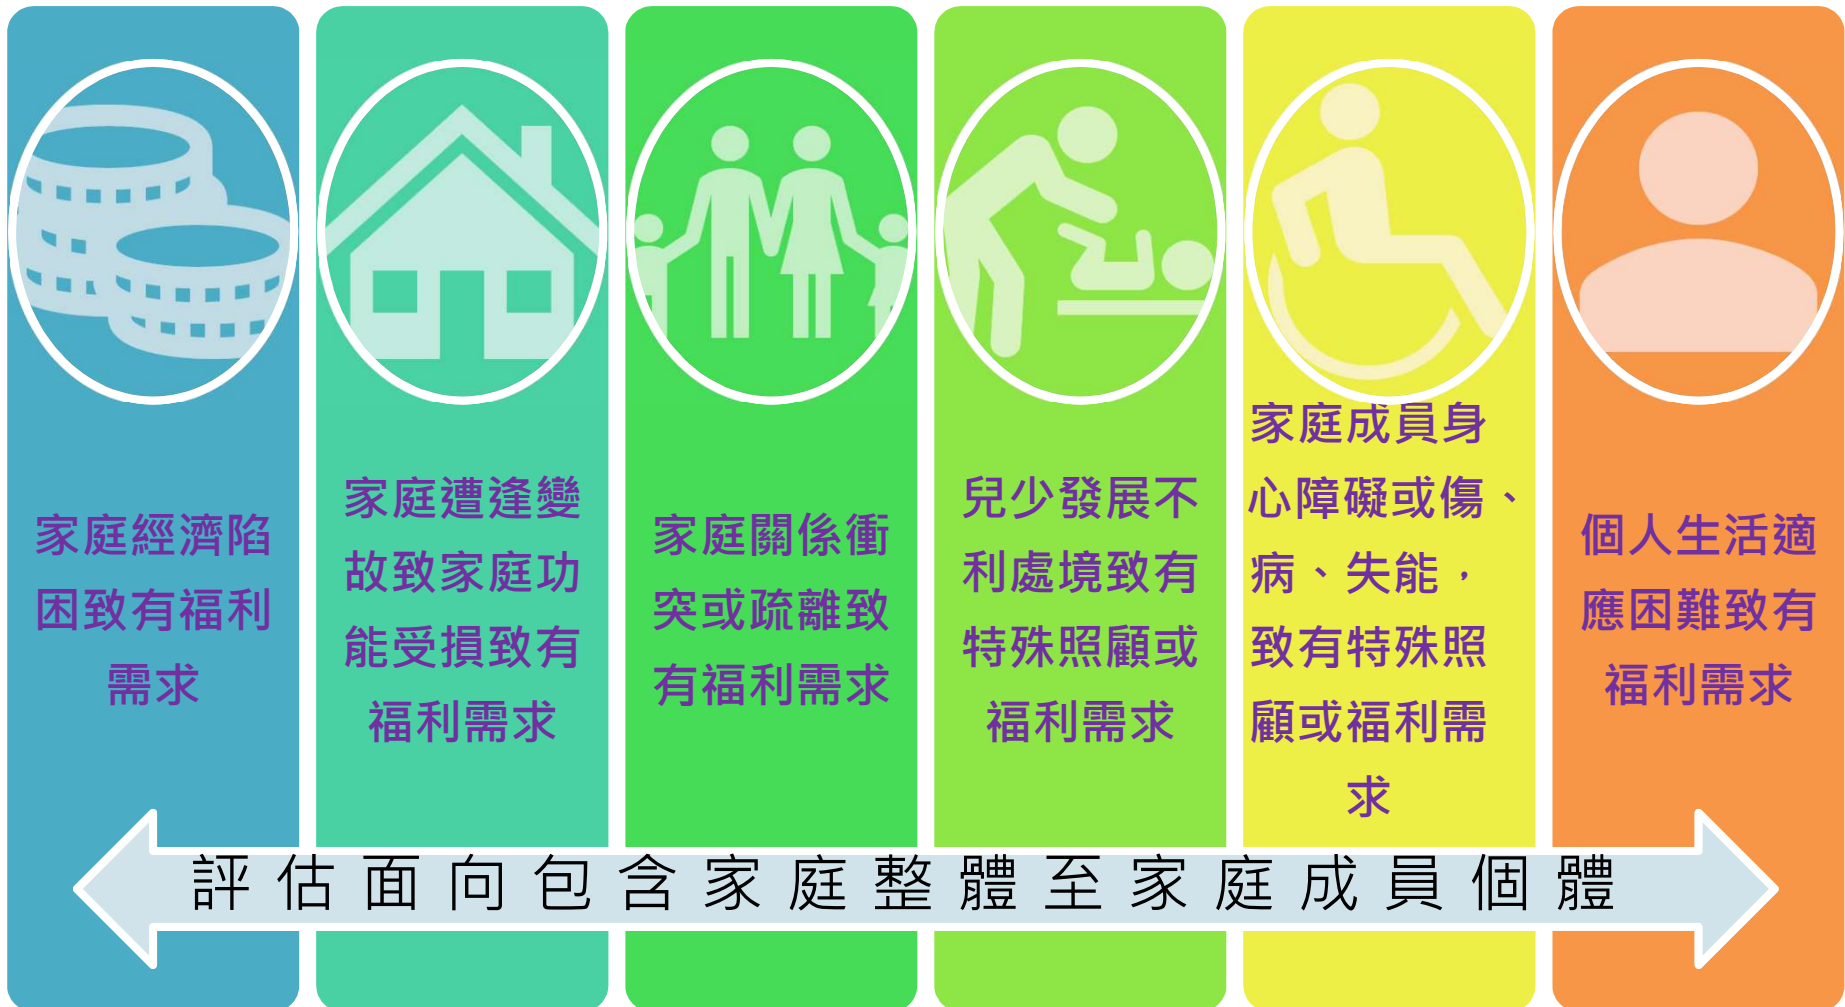 家庭經濟陷
困致有福利
需求
家庭遭逢變
故致家庭功
能受損致有
福利需求
家庭關係衝
突或疏離致
有福利需求
兒少發展不
利處境致有
特殊照顧或
福利需求
家庭成員身
心障礙或傷、
病、失能，
致有特殊照
顧或福利需
求
個人生活適
應困難致有
福利需求
評估面向包含家庭整體至家庭成員個體